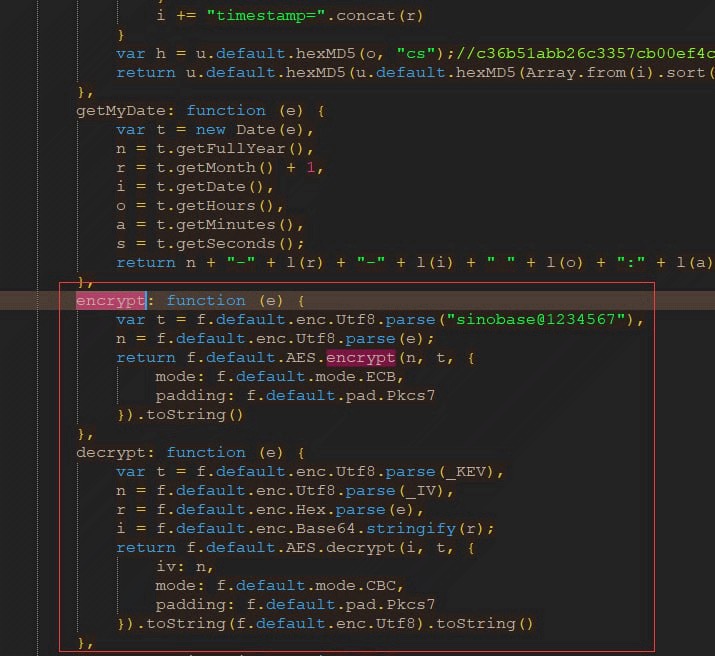 i += "timestamp=".concat(r)
}
var h = u.default.hexMD5(o, "cs");//c36b51abb26c3357cb00ef4c
return u.default.hexMD5(u.default.hexMD5(Array.from(i).sort(
},
getMyDate: function (e) {
var t = new Date(e),
n = t.getFullYear(),
r = t.getMonth() + 1,
i = t.getDate(),
o = t.getHours(),
a = t.getMinutes(),
s = t.getSeconds();
return n + "-" + l(r) + "-" + l(i) + " " + l(o) + ":" + l(a)
},
encrypt: function (e) {
var t = f.default.enc.Utf8.parse("sinobase@1234567"),
n = f.default.enc.Utf8.parse(e);
return f.default.AES.encrypt(n, t, {
mode: f.default.mode.ECB,
padding: f.default.pad.Pkcs7
}).toString()
},
decrypt: function (e) {
var t = f.default.enc.Utf8.parse(_KEV),
n = f.default.enc.Utf8.parse(_IV),
r = f.default.enc.Hex.parse(e),
i = f.default.enc.Base64.stringify(r);
return f.default.AES.decrypt(i, t, {
iv: n,
mode: f.default.mode.CBC,
padding: f.default.pad.Pkcs7
}).toString(f.default.enc.Utf8).toString()
},